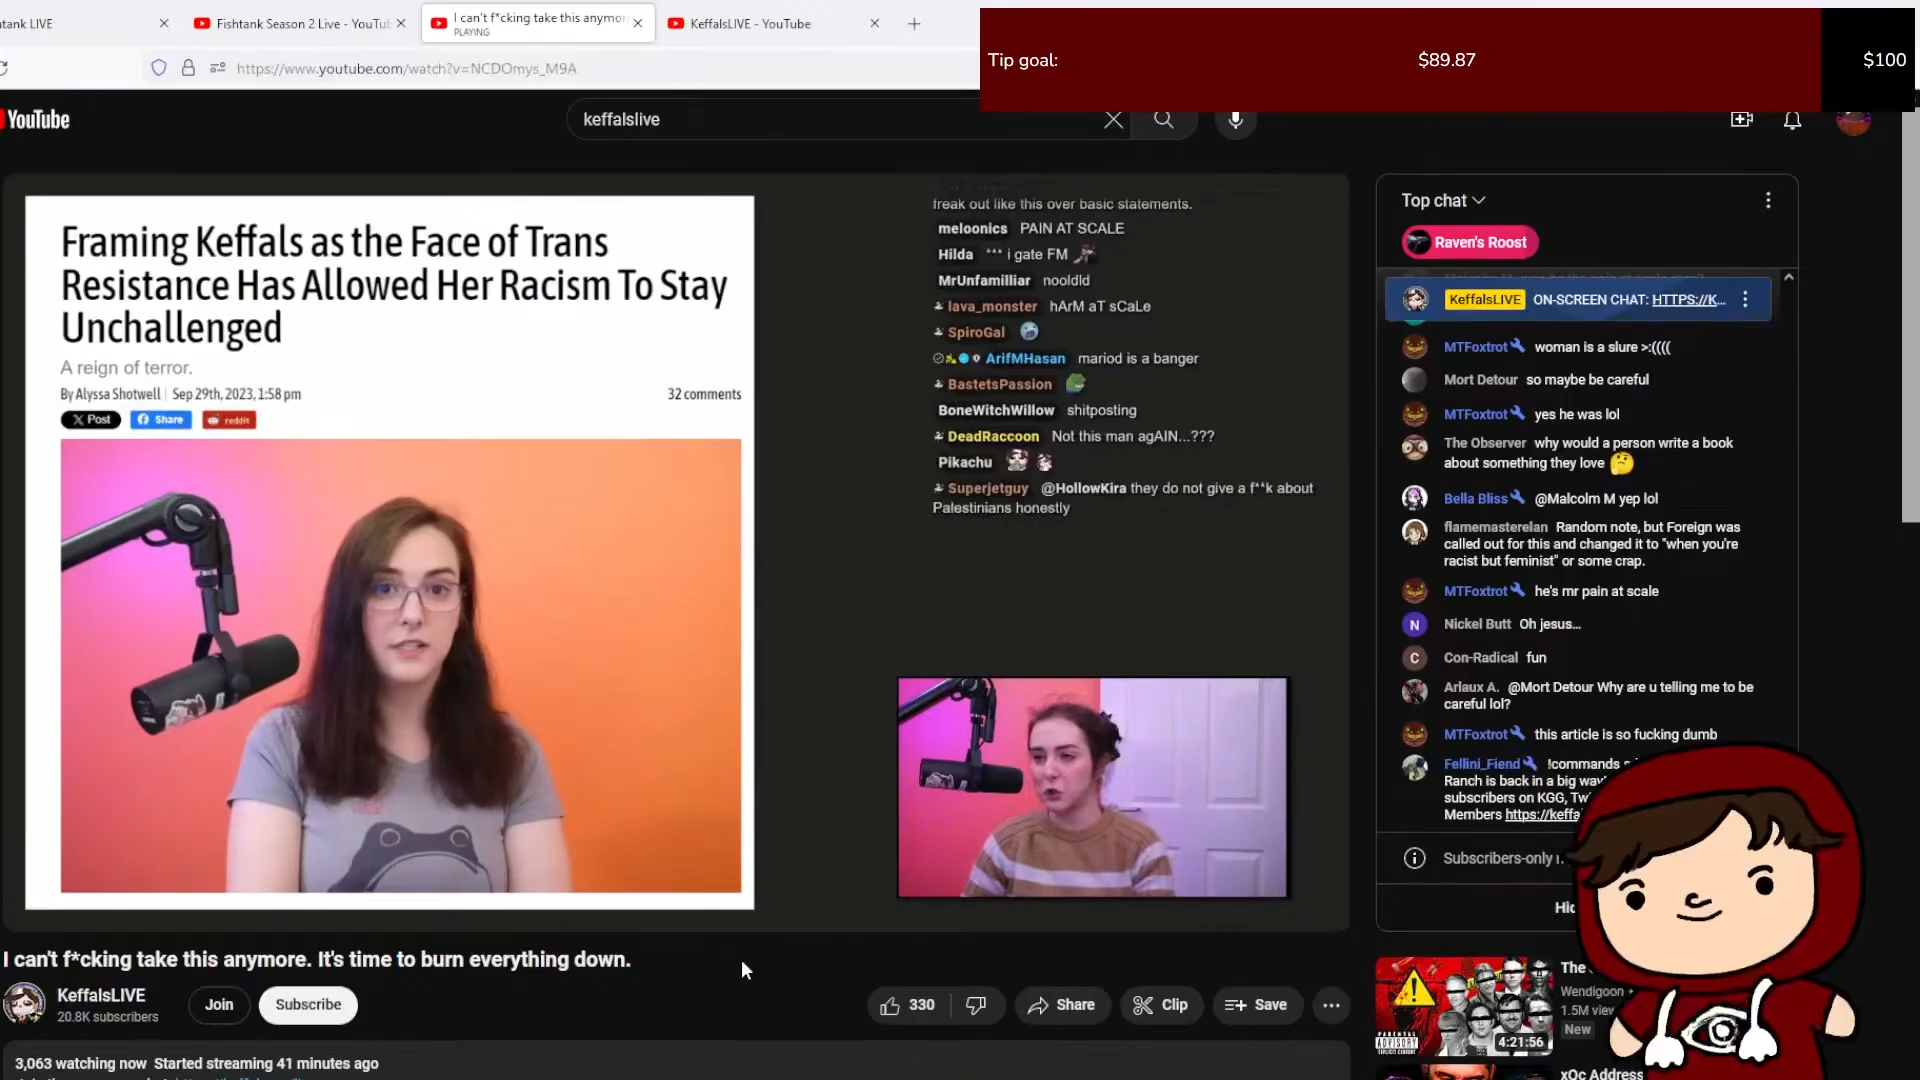 tank LIVE
Fishtank Season 2 Live - YouTu
I can't f*cking take this anymor
PLAYING
KeffalsLIVE - YouTube
https://www.youtube.com/watch?v=NCDOmys_M9A
Tip goal:
$89.87
$100
YouTube
keffalslive
Framing Keffals as the Face of Trans
Resistance Has Allowed Her Racism To Stay
Unchallenged
A reign of terror.
By Alyssa Shotwell | Sep 29th, 2023, 1:58 pm
32 comments
X Post
Share
reddit
freak out like this over basic statements.
meloonics PAIN AT SCALE
Hilda *** i gate FM
MrUnfamilliar nooldld
lava_monster hArM aT sCaLe
SpiroGal
ArifMHasan mariod is a banger
BastetsPassion
BoneWitchWillow shitposting
DeadRaccoon Not this man agAIN...???
Pikachu
Superjetguy @HollowKira they do not give a f**k about
Palestinians honestly
Top chat
Raven's Roost
KeffalsLIVE ON-SCREEN CHAT: HTTPS://K...
MTFoxtrot woman is a slure >:((((
Mort Detour so maybe be careful
MTFoxtrot yes he was lol
The Observer why would a person write a book
about something they love
Bella Bliss @Malcolm M yep lol
flamemasterelan Random note, but Foreign was
called out for this and changed it to "when you're
racist but feminist" or some crap.
MTFoxtrot he's mr pain at scale
N Nickel Butt Oh jesus...
C Con-Radical fun
Arlaux A. @Mort Detour Why are u telling me to be
careful lol?
MTFoxtrot this article is so fucking dumb
Fellini_Fiend !commands
Ranch is back in a big way
subscribers on KGG, Tw
Members https://keffa
Subscribers-only
Hid
I can't f*cking take this anymore. It's time to burn everything down.
KeffalsLIVE
20.8K subscribers
Join
Subscribe
330
Share
Clip
Save
3,063 watching now Started streaming 41 minutes ago
PARENTAL
ADVISORY
EXPLICIT CONTENT
4:21:56
The
Wendigoon
1.5M view
New
xQc Address